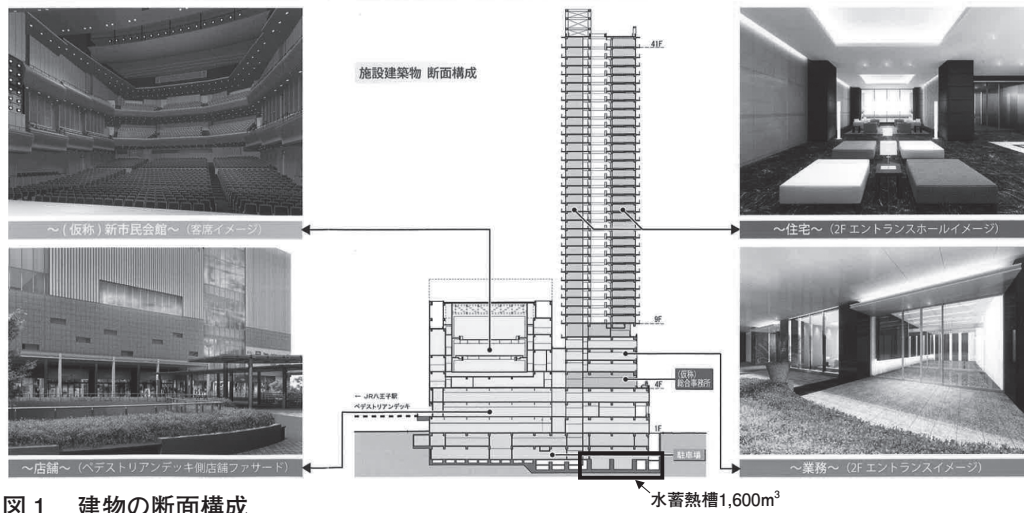 施設建築物 断面構成
41F
～(仮称)新市民会館～（客席イメージ）
～住宅～（2F エントランスホールイメージ）
9F
(仮称)
総合事務所
4F
← JR八王子駅
ペデストリアンデッキ
1F
駐車場
～店舗～（ペデストリアンデッキ側店舗ファサード）
～業務～（2F エントランスイメージ）
水蓄熱槽1,600m³
図1 建物の断面構成